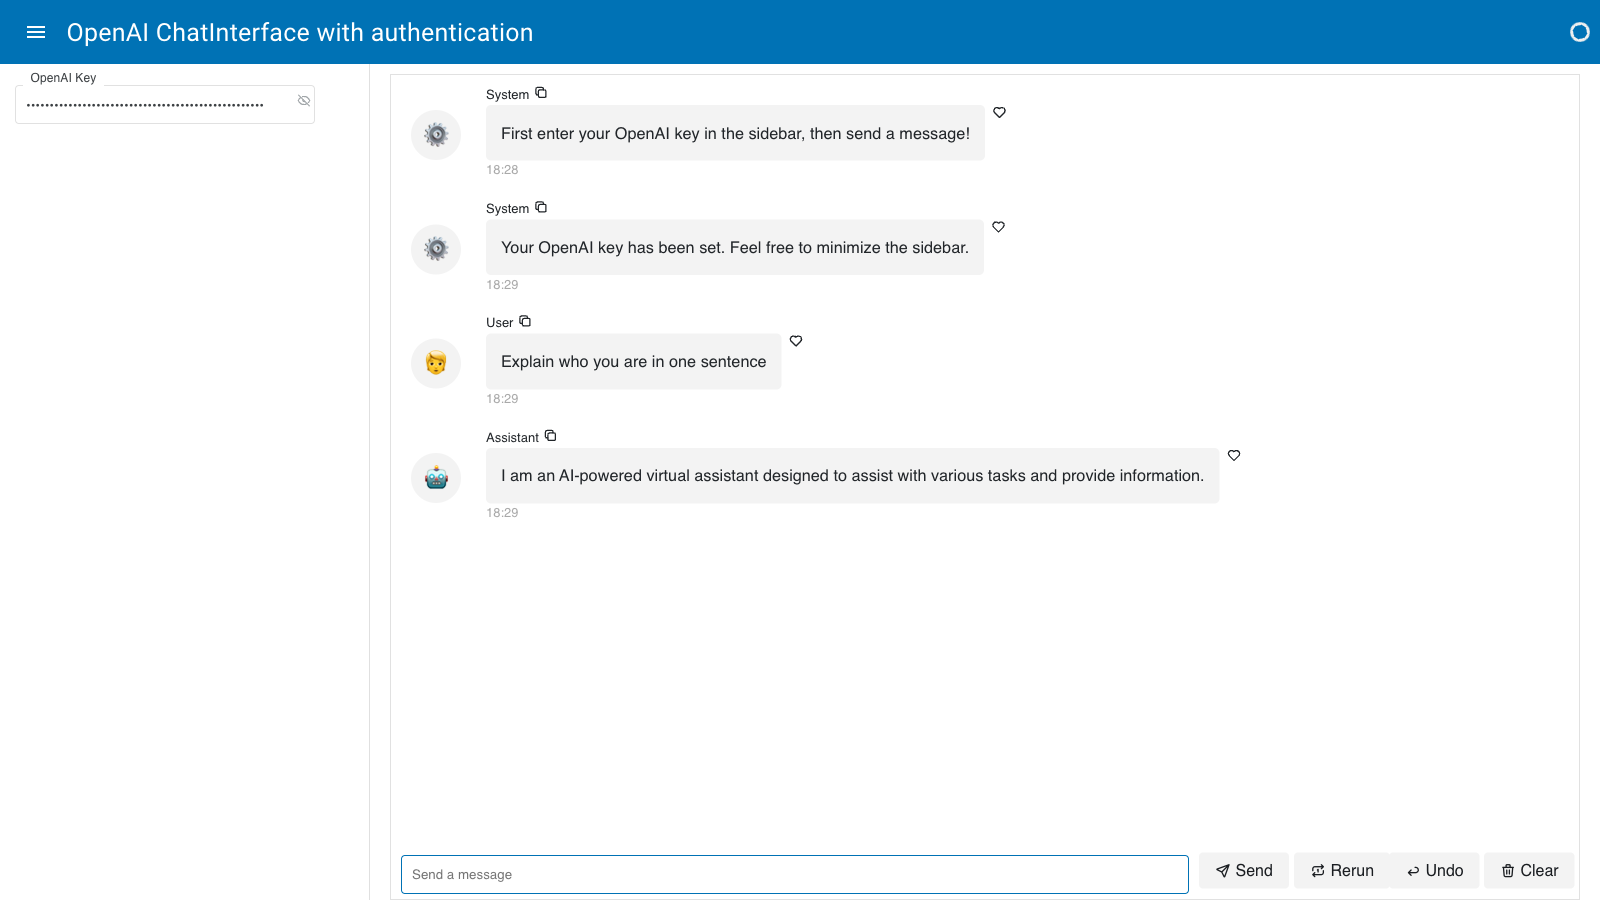 OpenAI ChatInterface with authentication
OpenAI Key
System
First enter your OpenAI key in the sidebar, then send a message!
18:28
System
Your OpenAI key has been set. Feel free to minimize the sidebar.
18:29
User
Explain who you are in one sentence
18:29
Assistant
I am an AI-powered virtual assistant designed to assist with various tasks and provide information.
18:29
Send a message
Send
Rerun
Undo
Clear